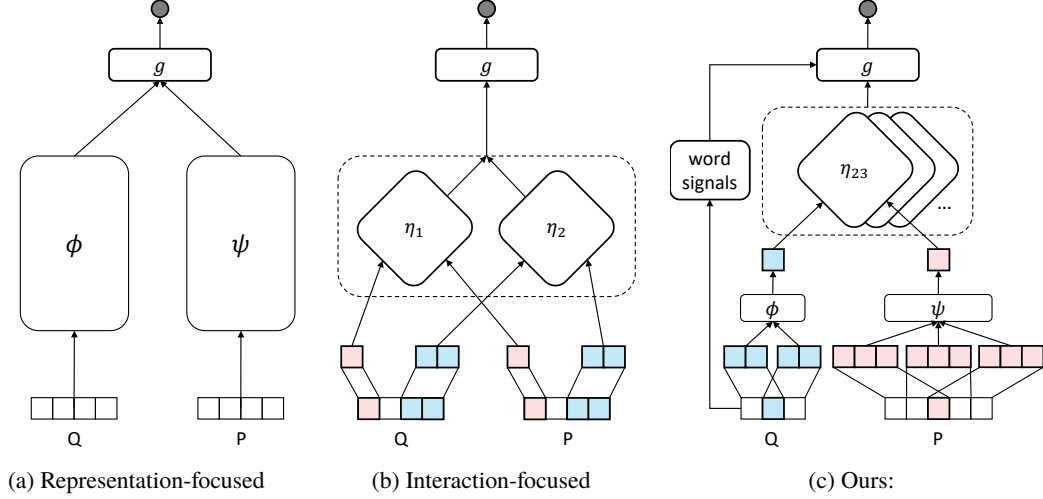 g
ϕ
ψ
Q
P
(a) Representation-focused
g
η1
η2
Q
P
(b) Interaction-focused
g
word
signals
η23
...
ϕ
ψ
Q
P
(c) Ours: